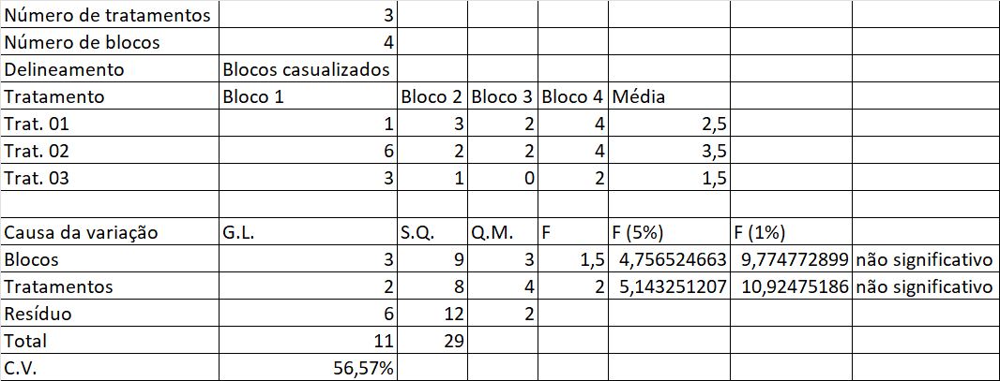 Número de tratamentos 3
Número de blocos 4
Delineamento Blocos casualizados
Tratamento Bloco 1 Bloco 2 Bloco 3 Bloco 4 Média
Trat. 01 1 3 2 4 2,5
Trat. 02 6 2 2 4 3,5
Trat. 03 3 1 0 2 1,5
Causa da variação G.L. S.Q. Q.M. F F (5%) F (1%)
Blocos 3 9 3 1,5 4,756524663 9,774772899 não significativo
Tratamentos 2 8 4 2 5,143251207 10,92475186 não significativo
Resíduo 6 12 2
Total 11 29
C.V. 56,57%